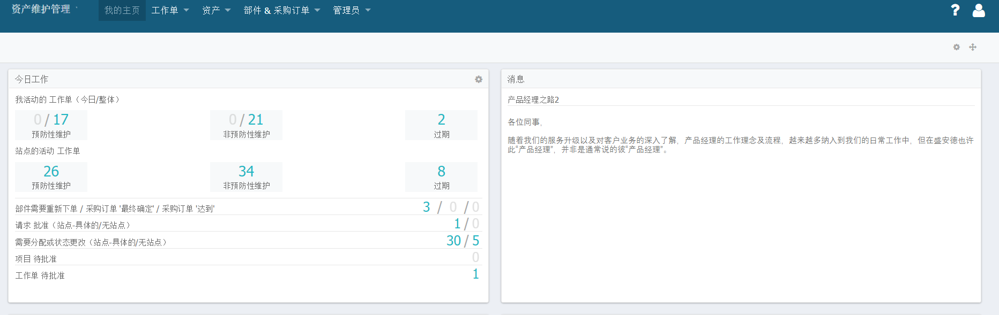 资产维护管理
我的主页 工作单 资产 部件 & 采购订单 管理员
今日工作
我活动的 工作单（今日/整体）
0 / 17 0 / 21 2
预防性维护 非预防性维护 过期
站点的活动 工作单
26 34 8
预防性维护 非预防性维护 过期
部件需要重新下单 / 采购订单 '最终确定' / 采购订单 '达到' 3 / 0 / 0
请求 批准（站点-具体的/无站点） 1 / 0
需要分配或状态更改（站点-具体的/无站点） 30 / 5
项目 待批准 0
工作单 待批准 1
消息
产品经理之路2
各位同事，
随着我们的服务升级以及对客户业务的深入了解，产品经理的工作理念及流程，越来越多纳入到我们的日常工作中，但在盛安德也许
此“产品经理”，并非是通常说的彼“产品经理”。